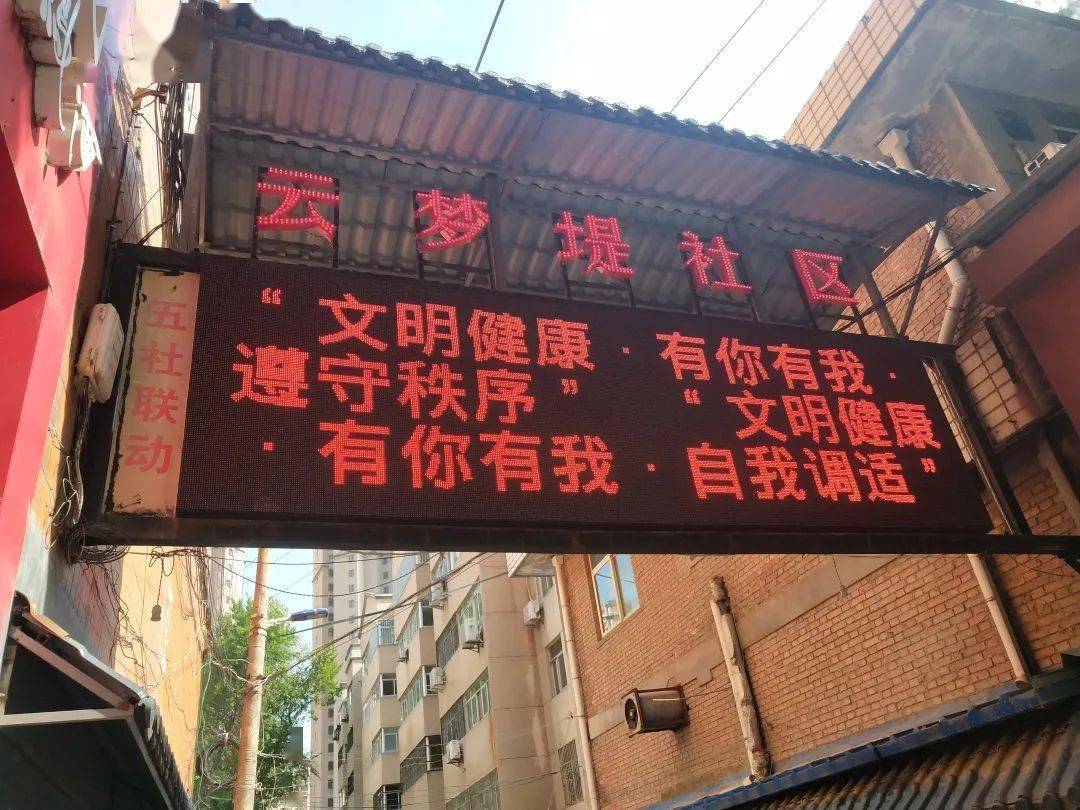 云梦堤社区
五社联动
“文明健康·有你有我·
遵守秩序” “文明健康
·有你有我·自我调适”